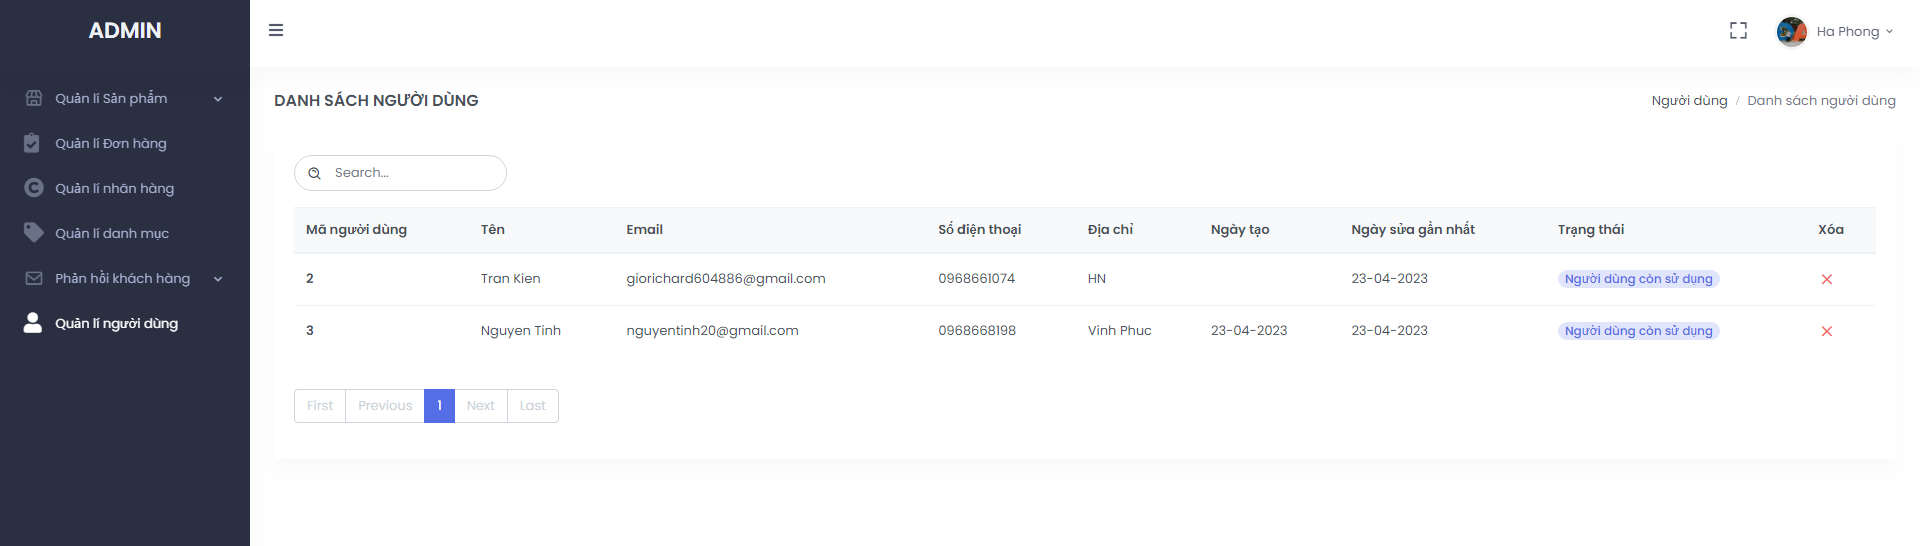 ADMIN
Ha Phong
Quản lí Sản phẩm
Quản lí Đơn hàng
Quản lí nhãn hàng
Quản lí danh mục
Phản hồi khách hàng
Quản lí người dùng
DANH SÁCH NGƯỜI DÙNG
Người dùng / Danh sách người dùng
Search...
Mã người dùng Tên Email Số điện thoại Địa chỉ Ngày tạo Ngày sửa gần nhất Trạng thái Xóa
2 Tran Kien giorichard604886@gmail.com 0968661074 HN 23-04-2023 Người dùng còn sử dụng
3 Nguyen Tinh nguyentinh20@gmail.com 0968668198 Vinh Phuc 23-04-2023 23-04-2023 Người dùng còn sử dụng
First Previous 1 Next Last